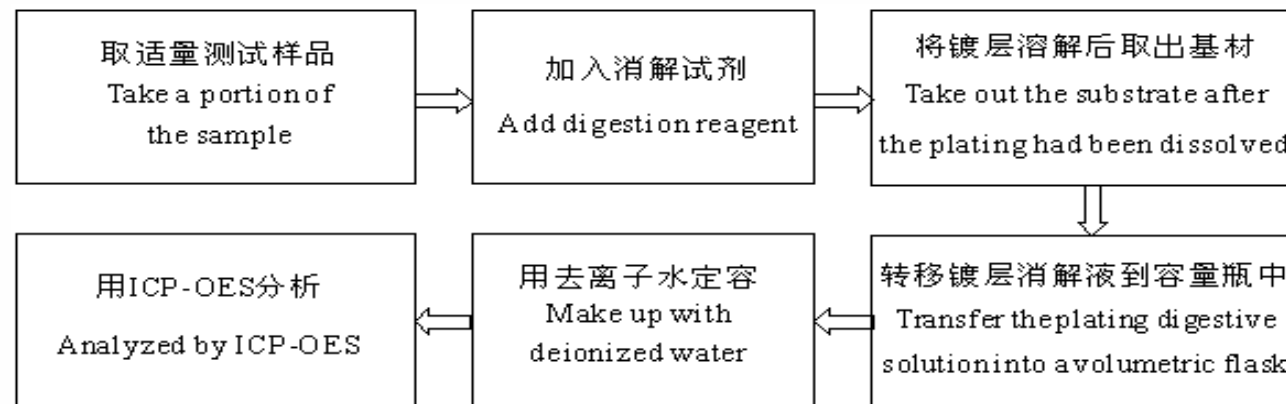 取适量测试样品
Take a portion of
the sample
加入消解试剂
Add digestion reagent
将镀层溶解后取出基材
Take out the substrate after
the plating had been dissolved
转移镀层消解液到容量瓶中
Transfer the plating digestive
solution into a volumetric flask
用去离子水定容
Make up with
deionized water
用ICP-OES分析
Analyzed by ICP-OES